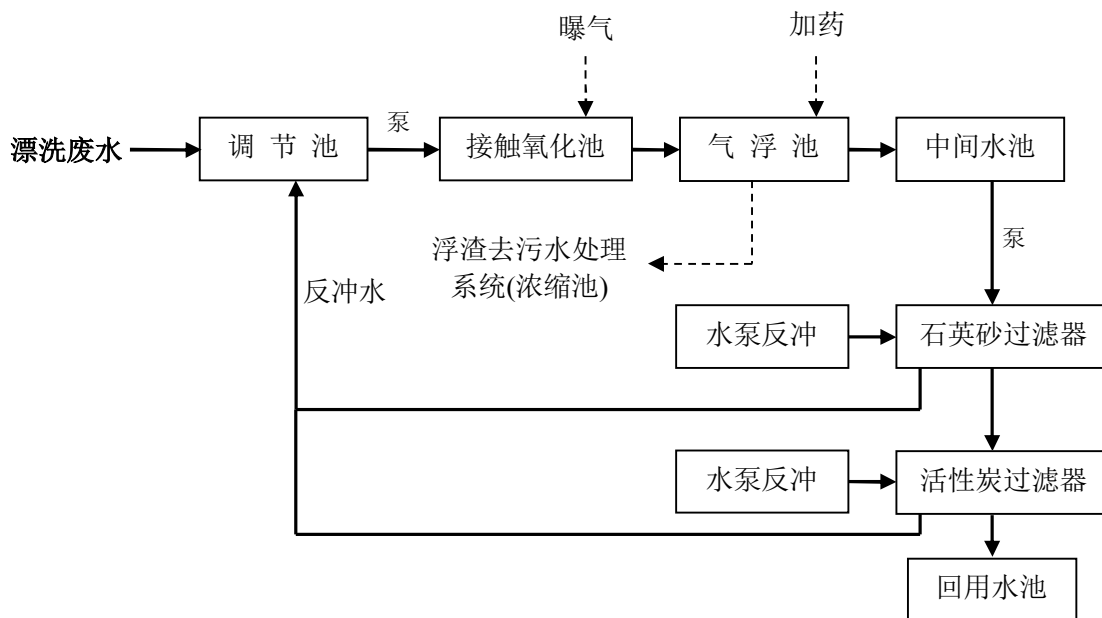 曝气
加药
漂洗废水
调 节 池
泵
接触氧化池
气 浮 池
中间水池
泵
浮渣去污水处理
系统(浓缩池)
反冲水
水泵反冲
石英砂过滤器
水泵反冲
活性炭过滤器
回用水池